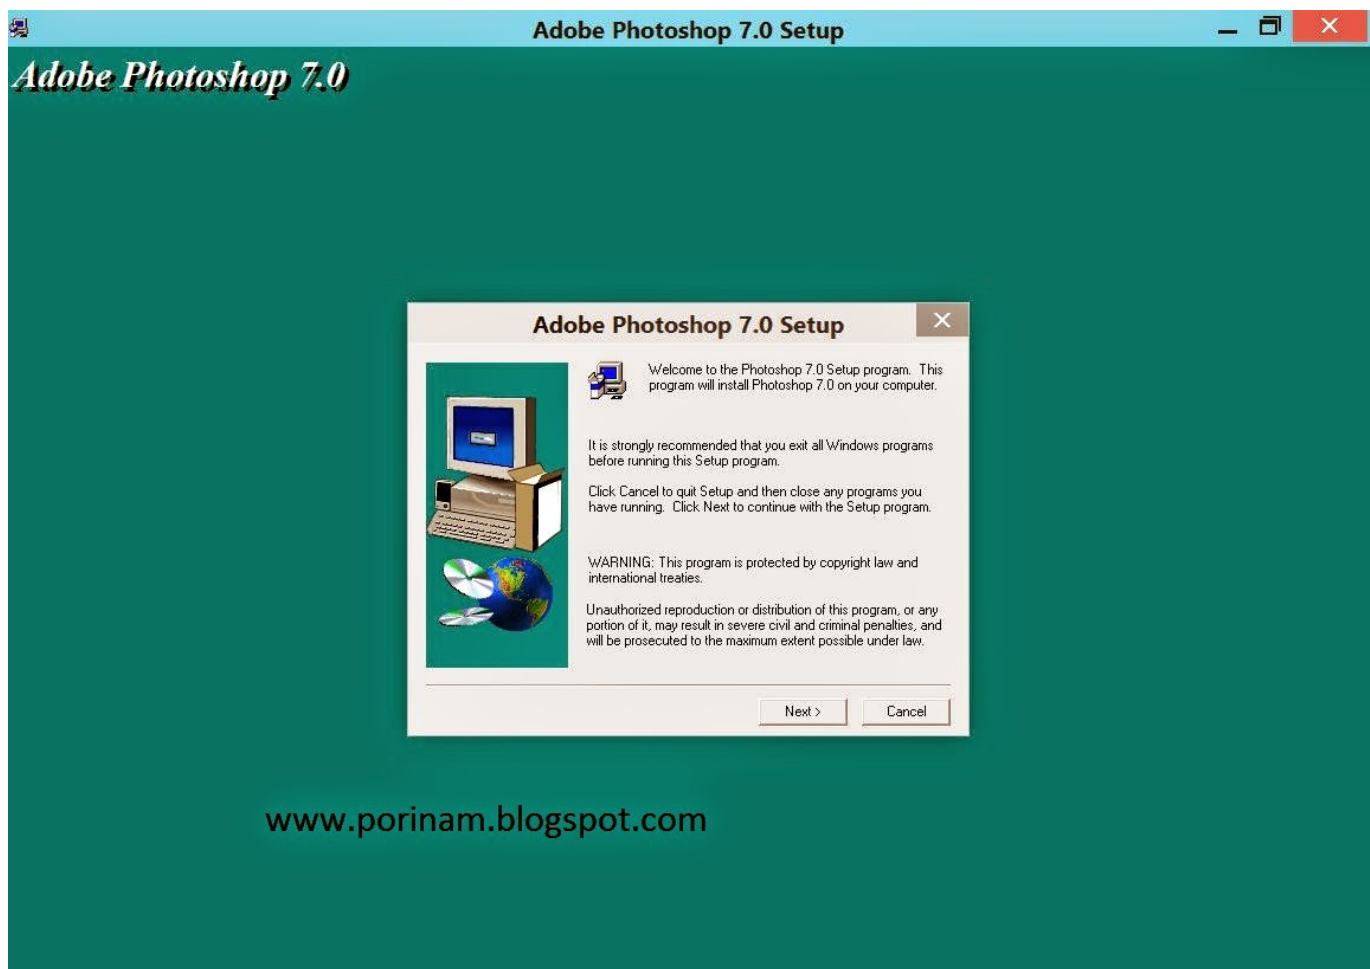 Adobe Photoshop 7.0 Setup
Adobe Photoshop 7.0
Adobe Photoshop 7.0 Setup
Welcome to the Photoshop 7.0 Setup program. This
program will install Photoshop 7.0 on your computer.
It is strongly recommended that you exit all Windows programs
before running this Setup program.
Click Cancel to quit Setup and then close any programs you
have running. Click Next to continue with the Setup program.
WARNING: This program is protected by copyright law and
international treaties.
Unauthorized reproduction or distribution of this program, or any
portion of it, may result in severe civil and criminal penalties, and
will be prosecuted to the maximum extent possible under law.
Next >
Cancel
www.porinam.blogspot.com